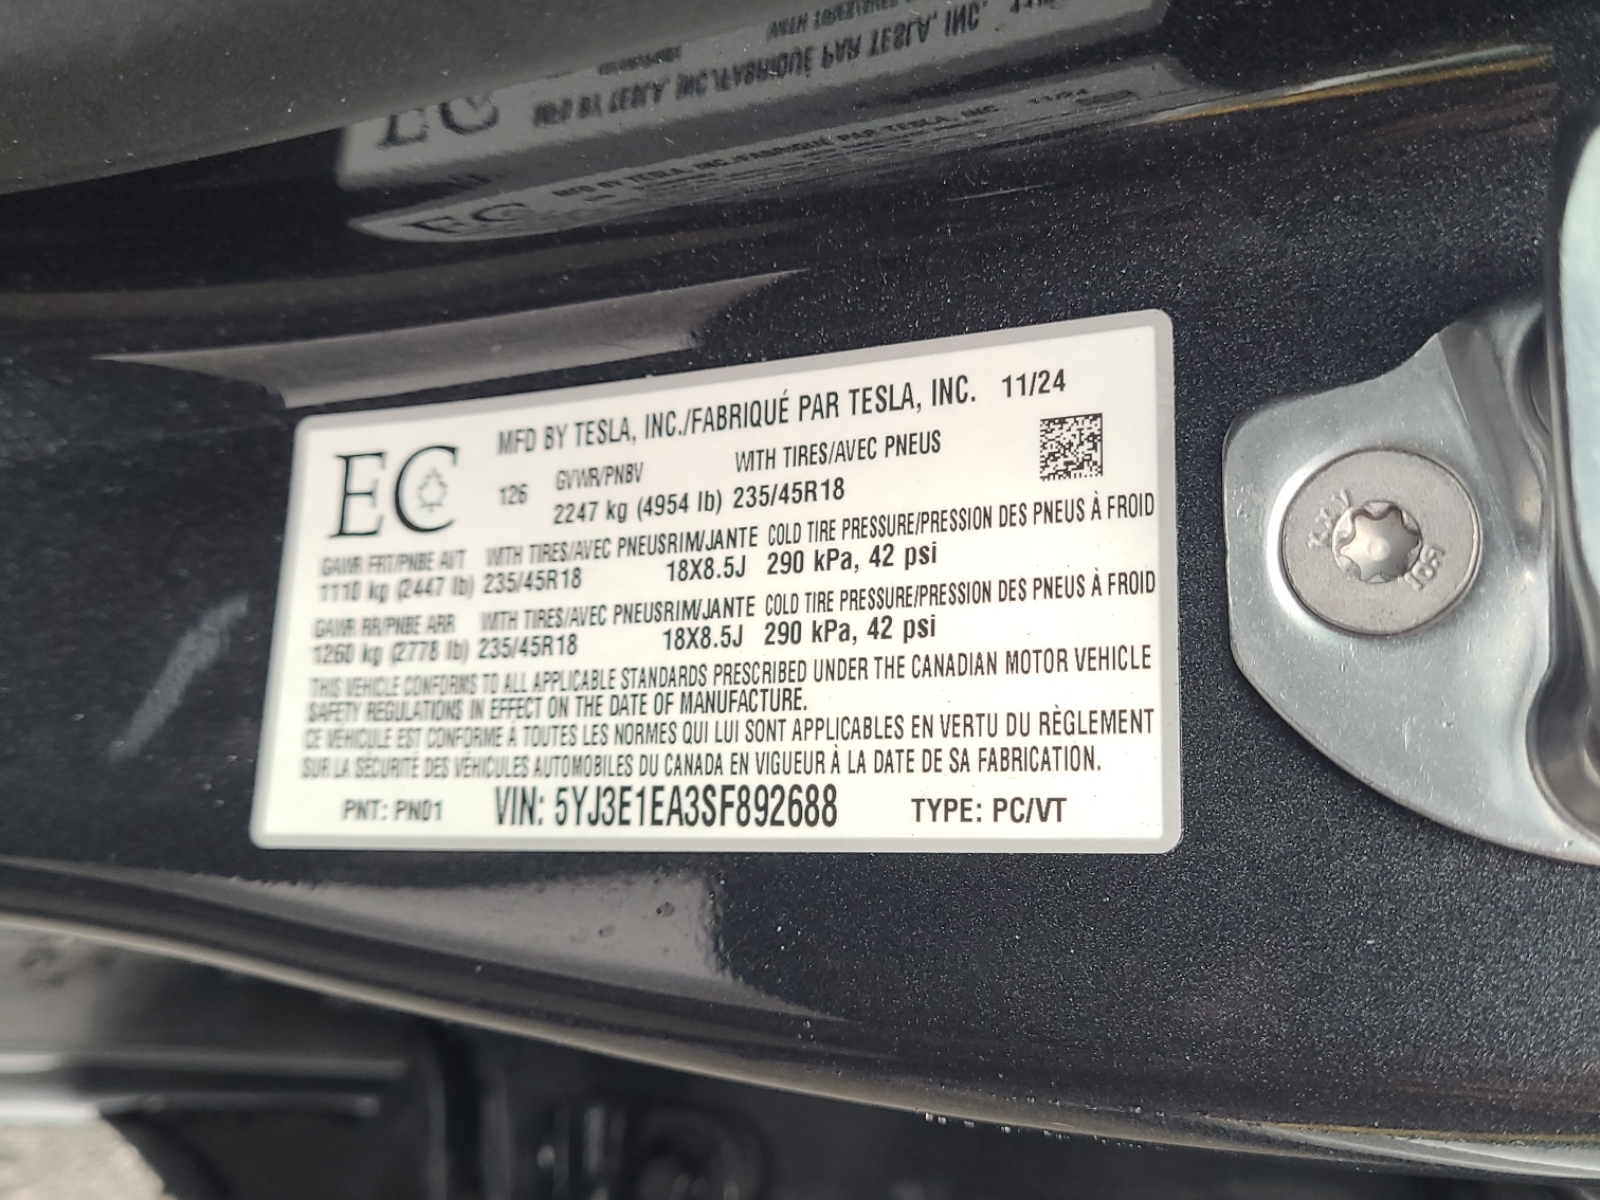 MFD BY TESLA, INC./FABRIQUÉ PAR TESLA, INC. 11/24
EC
126 GVWR/PNBV WITH TIRES/AVEC PNEUS
2247 kg (4954 lb) 235/45R18
GAWR FRT/PNBE AVT WITH TIRES/AVEC PNEUS RIM/JANTE COLD TIRE PRESSURE/PRESSION DES PNEUS À FROID
1110 kg (2447 lb) 235/45R18 18X8.5J 290 kPa, 42 psi
GAWR RR/PNBE ARR WITH TIRES/AVEC PNEUS RIM/JANTE COLD TIRE PRESSURE/PRESSION DES PNEUS À FROID
1260 kg (2778 lb) 235/45R18 18X8.5J 290 kPa, 42 psi
THIS VEHICLE CONFORMS TO ALL APPLICABLE STANDARDS PRESCRIBED UNDER THE CANADIAN MOTOR VEHICLE
SAFETY REGULATIONS IN EFFECT ON THE DATE OF MANUFACTURE.
CE VÉHICULE EST CONFORME À TOUTES LES NORMES QUI LUI SONT APPLICABLES EN VERTU DU RÈGLEMENT
SUR LA SÉCURITÉ DES VÉHICULES AUTOMOBILES DU CANADA EN VIGUEUR À LA DATE DE SA FABRICATION.
PNT: PN01 VIN: 5YJ3E1EA3SF892688 TYPE: PC/VT